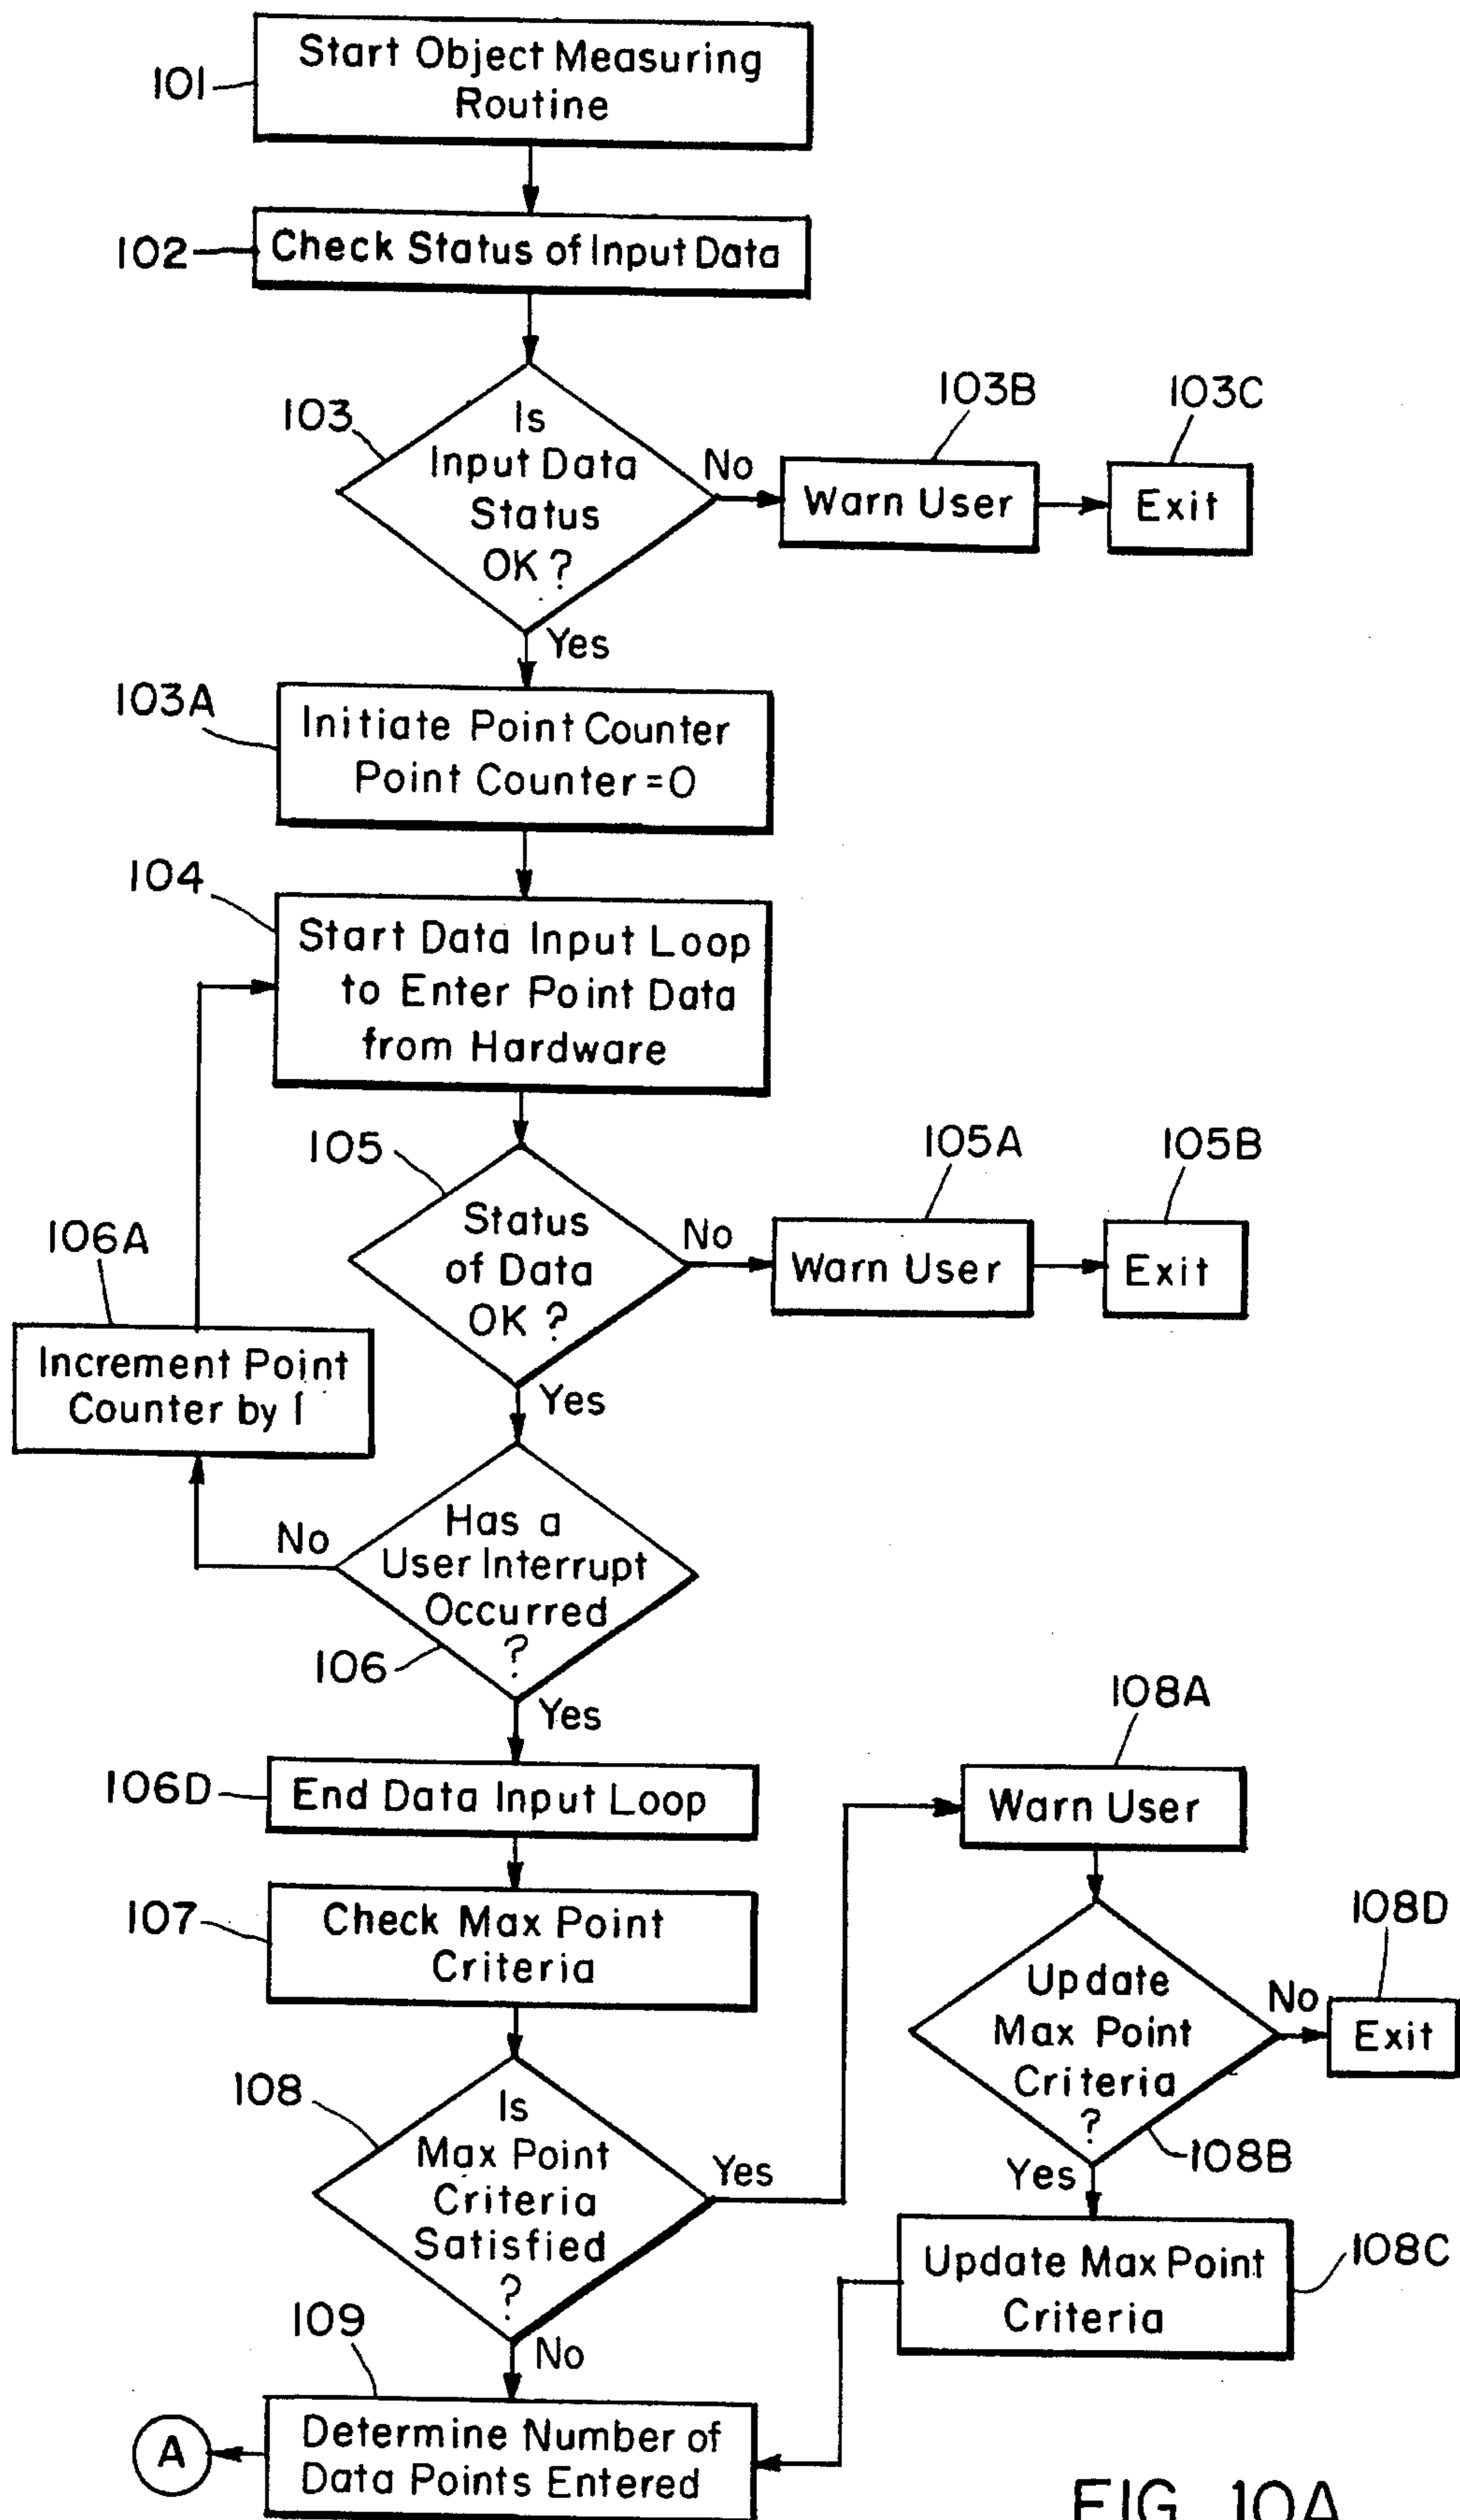 Start Object Measuring
Routine
101
102
Check Status of Input Data
103
Is
Input Data
Status
OK ?
No
103B
Warn User
103C
Exit
Yes
103A
Initiate Point Counter
Point Counter = 0
104
Start Data Input Loop
to Enter Point Data
from Hardware
105
Status
of Data
OK ?
No
105A
Warn User
105B
Exit
106A
Increment Point
Counter by 1
Yes
Has a
User Interrupt
Occurred
?
No
106
Yes
106D
End Data Input Loop
107
Check Max Point
Criteria
108
Is
Max Point
Criteria
Satisfied
?
Yes
108A
Warn User
Update
Max Point
Criteria
?
108B
No
108D
Exit
Yes
Update Max Point
Criteria
108C
No
109
Determine Number of
Data Points Entered
A
FIG. 10A